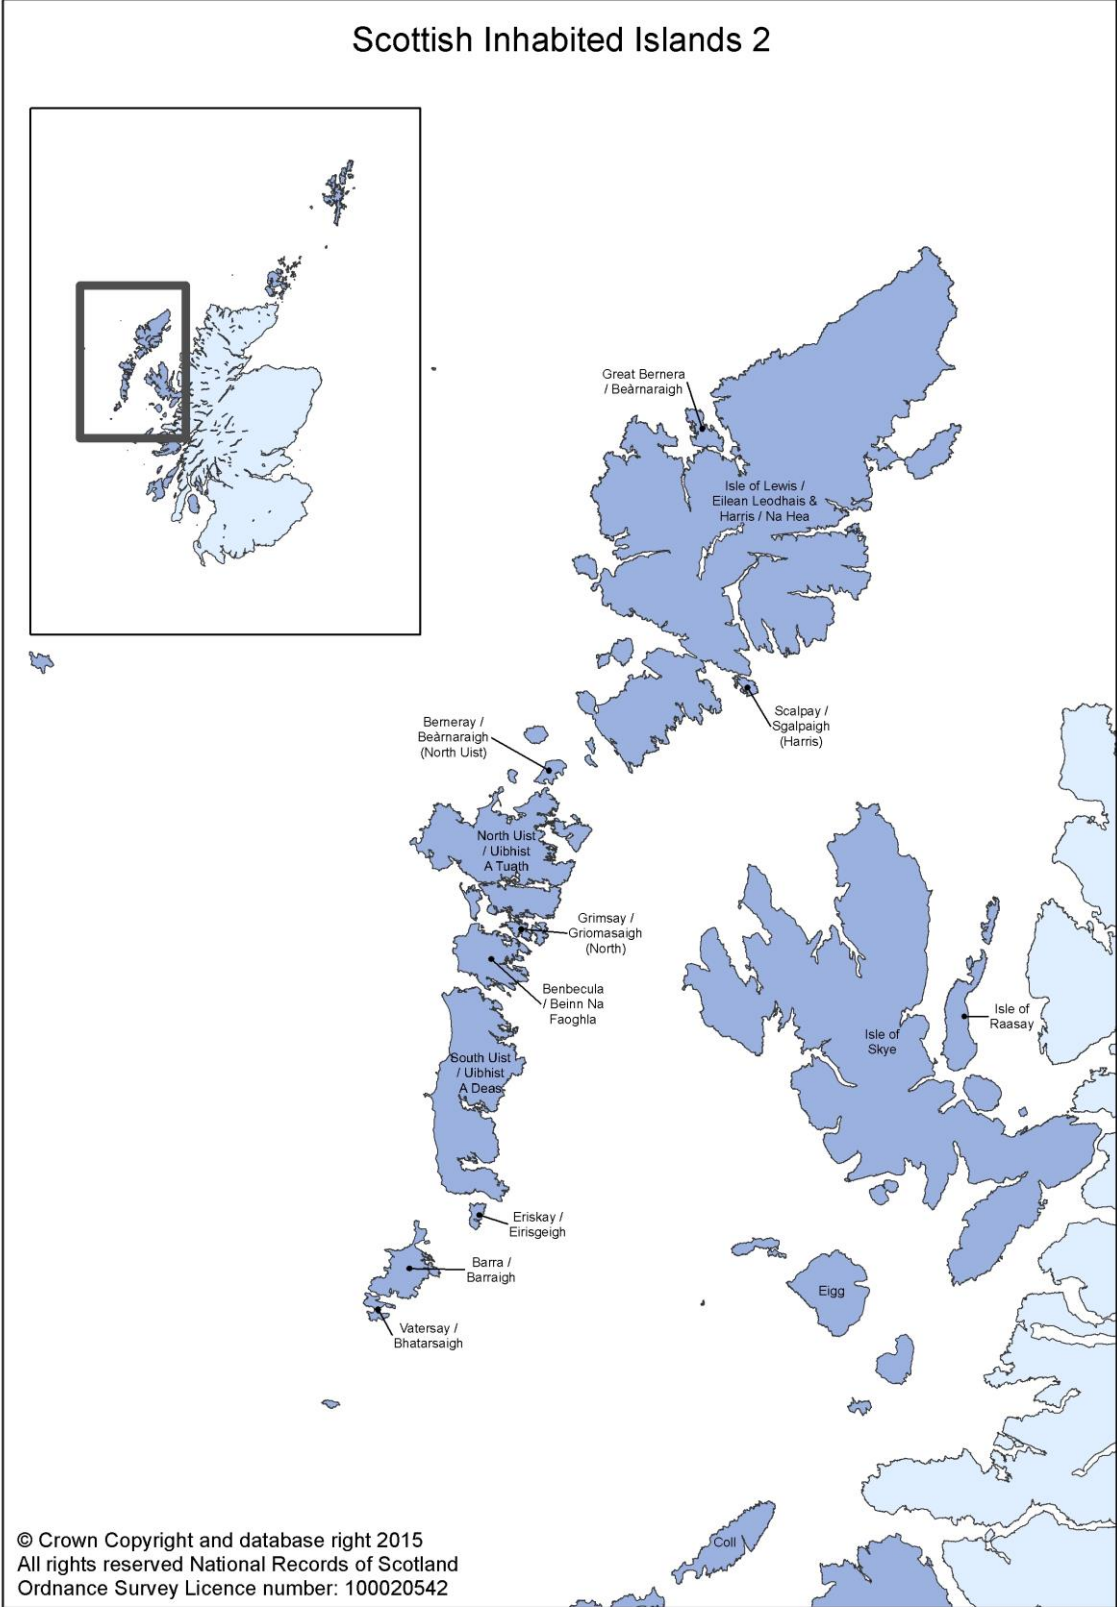 Scottish Inhabited Islands 2
Great Bernera
/ Beàrnaraigh
Isle of Lewis /
Eilean Leodhais &
Harris / Na Hea
Scalpay /
Sgalpaigh
(Harris)
Berneray /
Beàrnaraigh
(North Uist)
North Uist
/ Uibhist
A Tuath
Grimsay /
Griomasaigh
(North)
Benbecula
/ Beinn Na
Faoghla
Isle of
Raasay
Isle of
Skye
South Uist
/ Uibhist
A Deas
Eriskay /
Eirisgeigh
Barra /
Barraigh
Eigg
Vatersay /
Bhatarsaigh
Coll
© Crown Copyright and database right 2015
All rights reserved National Records of Scotland
Ordnance Survey Licence number: 100020542